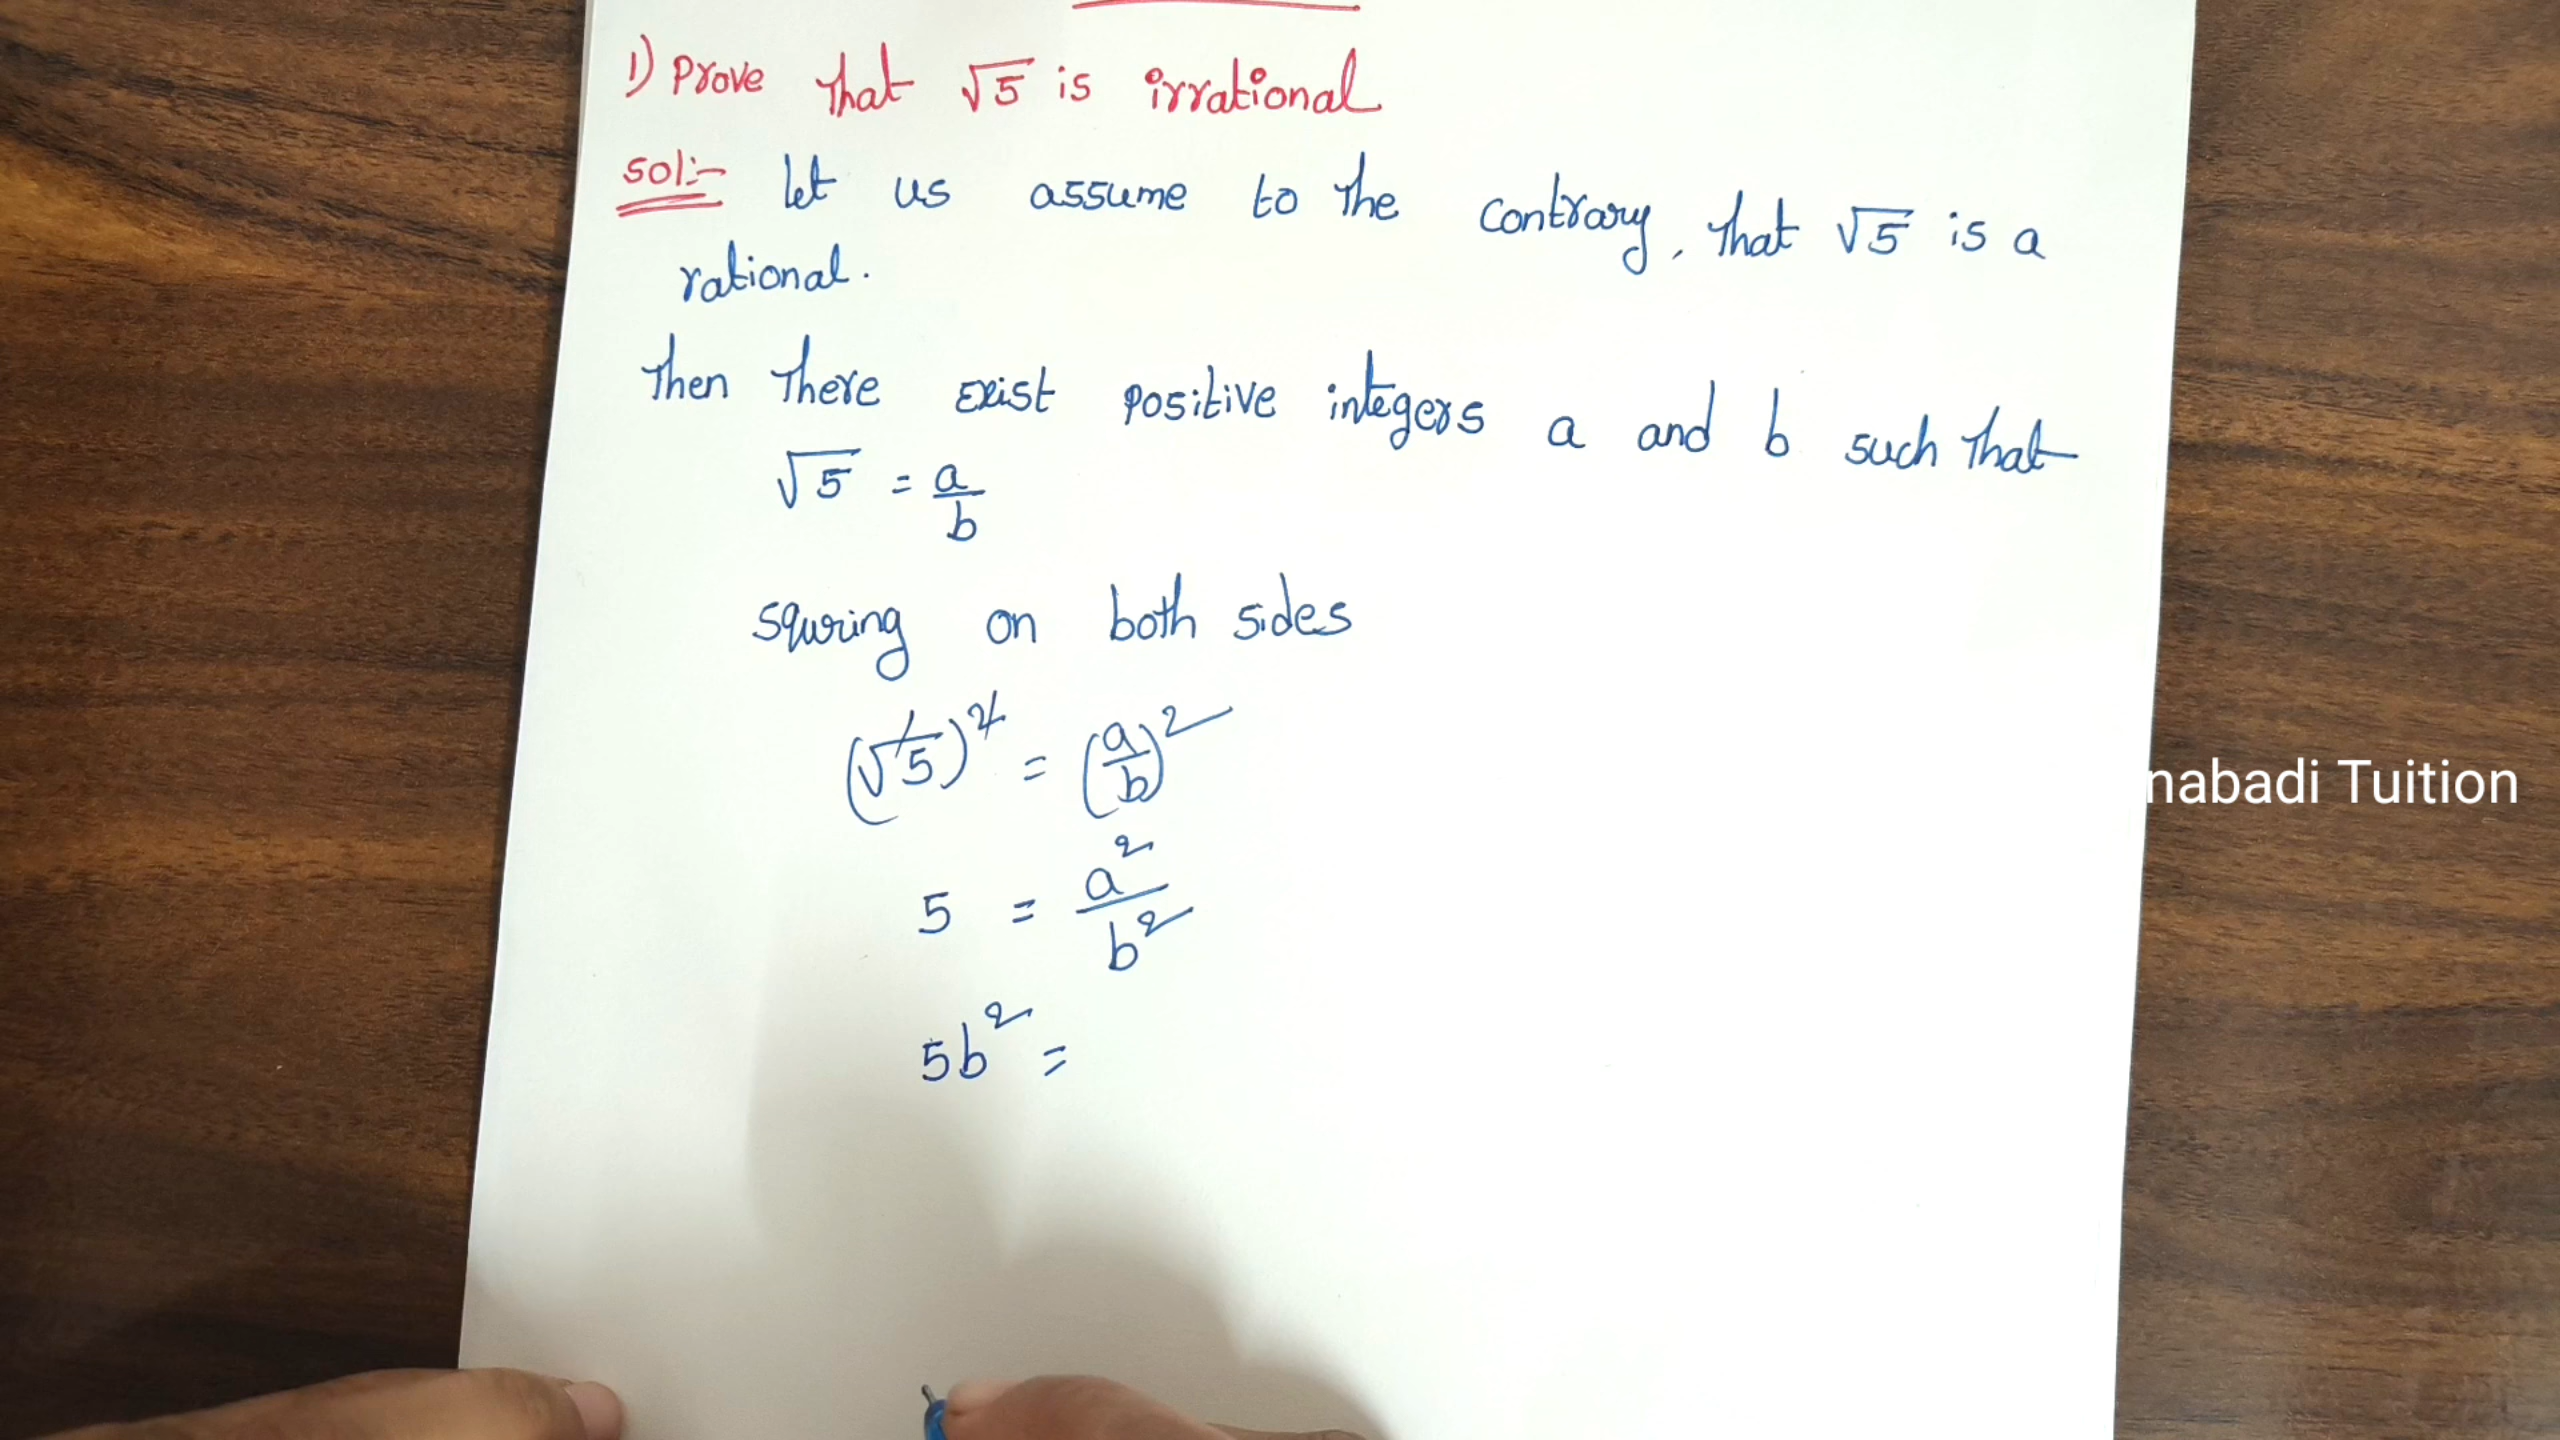 1) Prove that √5 is irrational
Sol:- let us assume to the contrary, that √5 is a
rational.
Then there exist positive integers a and b such that
√5 = a/b
squring on both sides
(√5)² = (a/b)²
5 = a²/b²
5b² =
nabadi Tuition